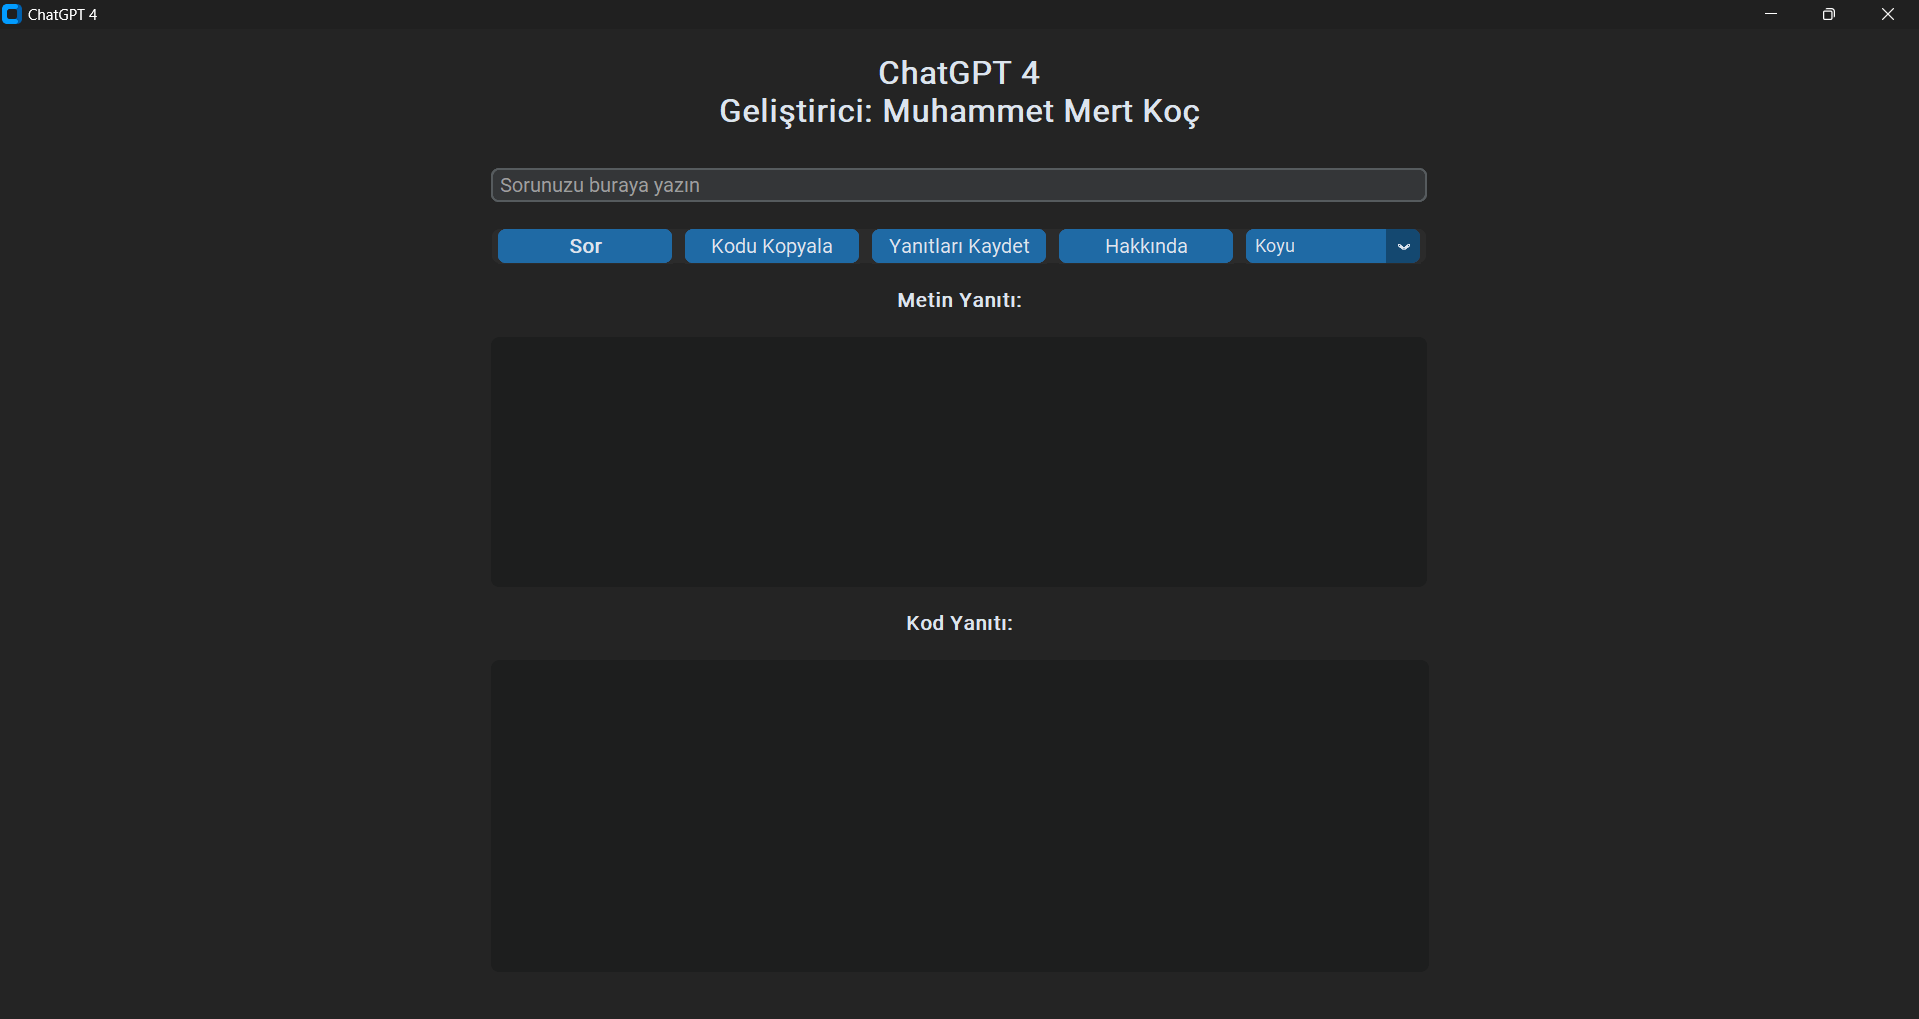 ChatGPT 4
ChatGPT 4
Geliştirici: Muhammet Mert Koç
Sorunuzu buraya yazın
Sor Kodu Kopyala Yanıtları Kaydet Hakkında Koyu
Metin Yanıtı:
Kod Yanıtı: